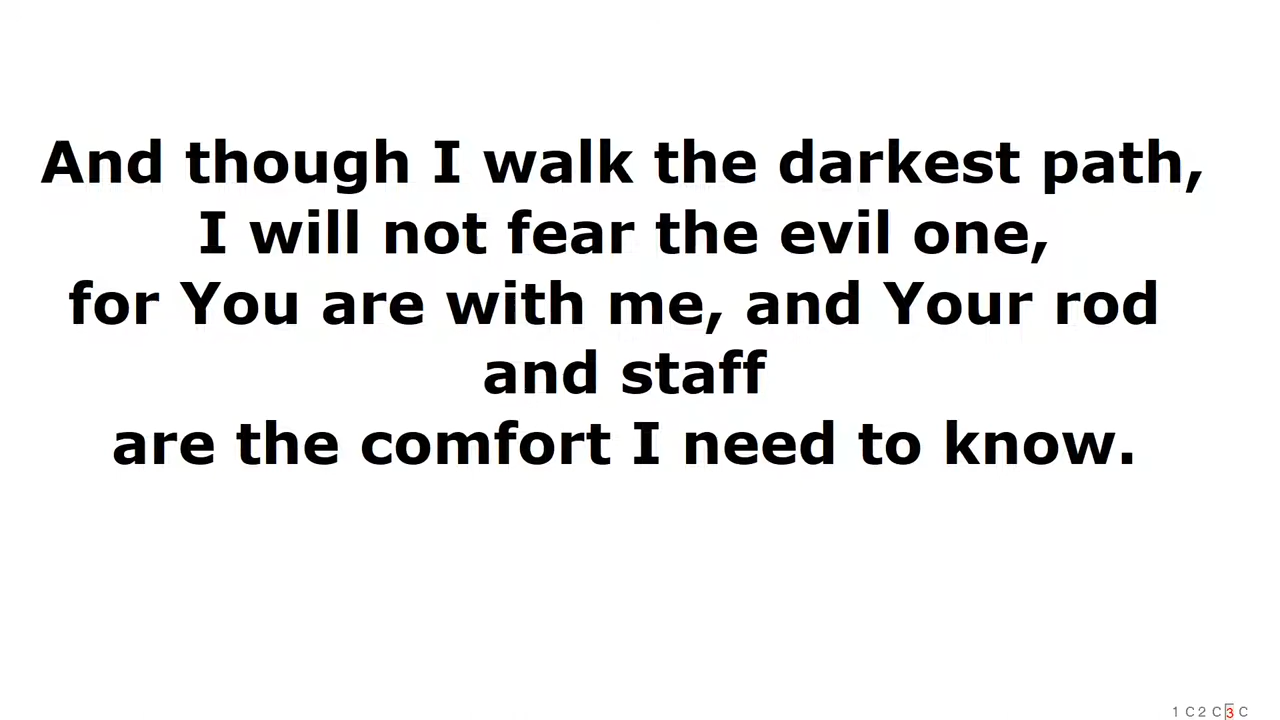 And though I walk the darkest path,
I will not fear the evil one,
for You are with me, and Your rod
and staff
are the comfort I need to know.
1 C 2 C 3 C